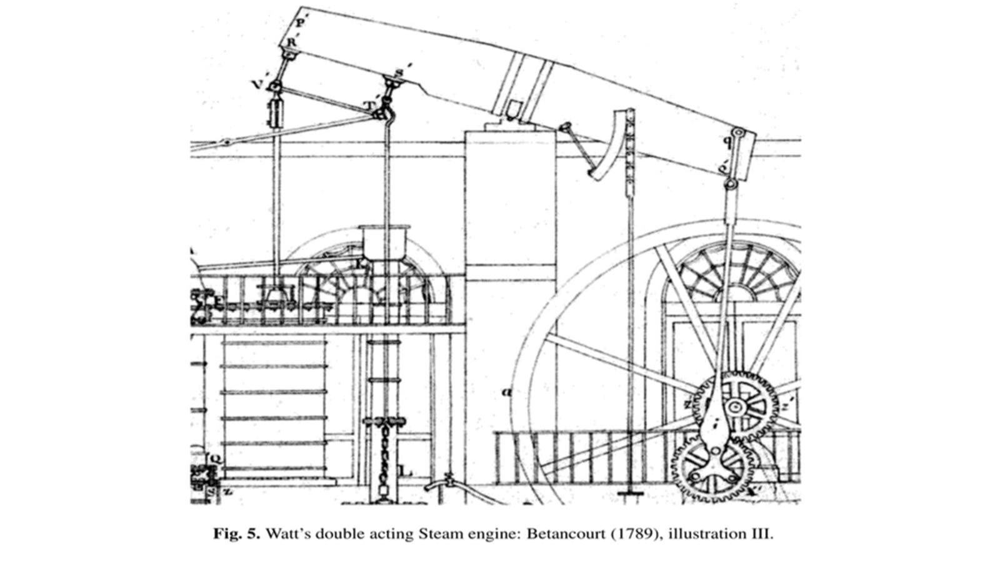 P'
R'
S'
V'
T'
q
o'
K
E
a
i
L
Q
z
Fig. 5. Watt's double acting Steam engine: Betancourt (1789), illustration III.